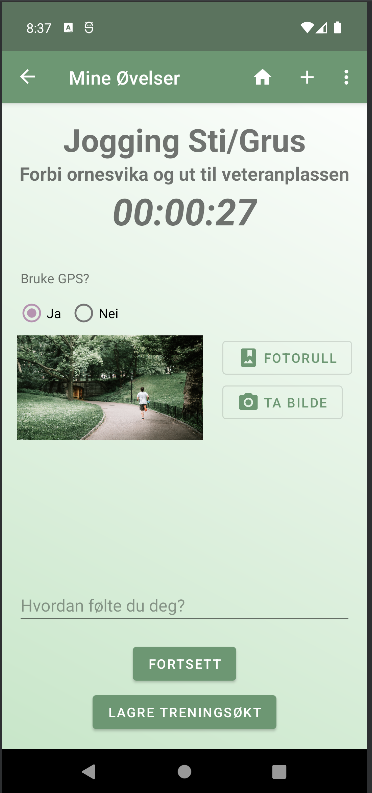 8:37
Mine Øvelser
Jogging Sti/Grus
Forbi ornesvika og ut til veteranplassen
00:00:27
Bruke GPS?
Ja
Nei
FOTORULL
TA BILDE
Hvordan følte du deg?
FORTSETT
LAGRE TRENINGSØKT